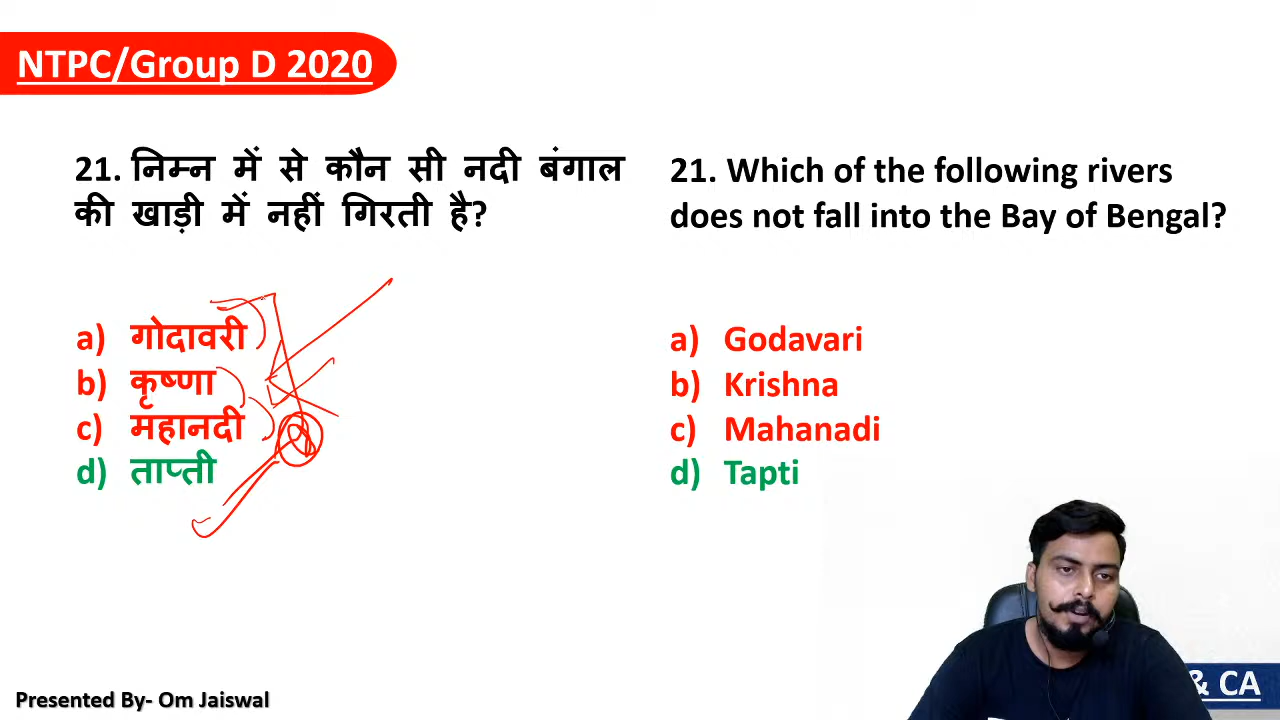 NTPC/Group D 2020
21. निम्न में से कौन सी नदी बंगाल
की खाड़ी में नहीं गिरती है?
a) गोदावरी
b) कृष्णा
c) महानदी
d) ताप्ती
21. Which of the following rivers
does not fall into the Bay of Bengal?
a) Godavari
b) Krishna
c) Mahanadi
d) Tapti
& CA
Presented By- Om Jaiswal